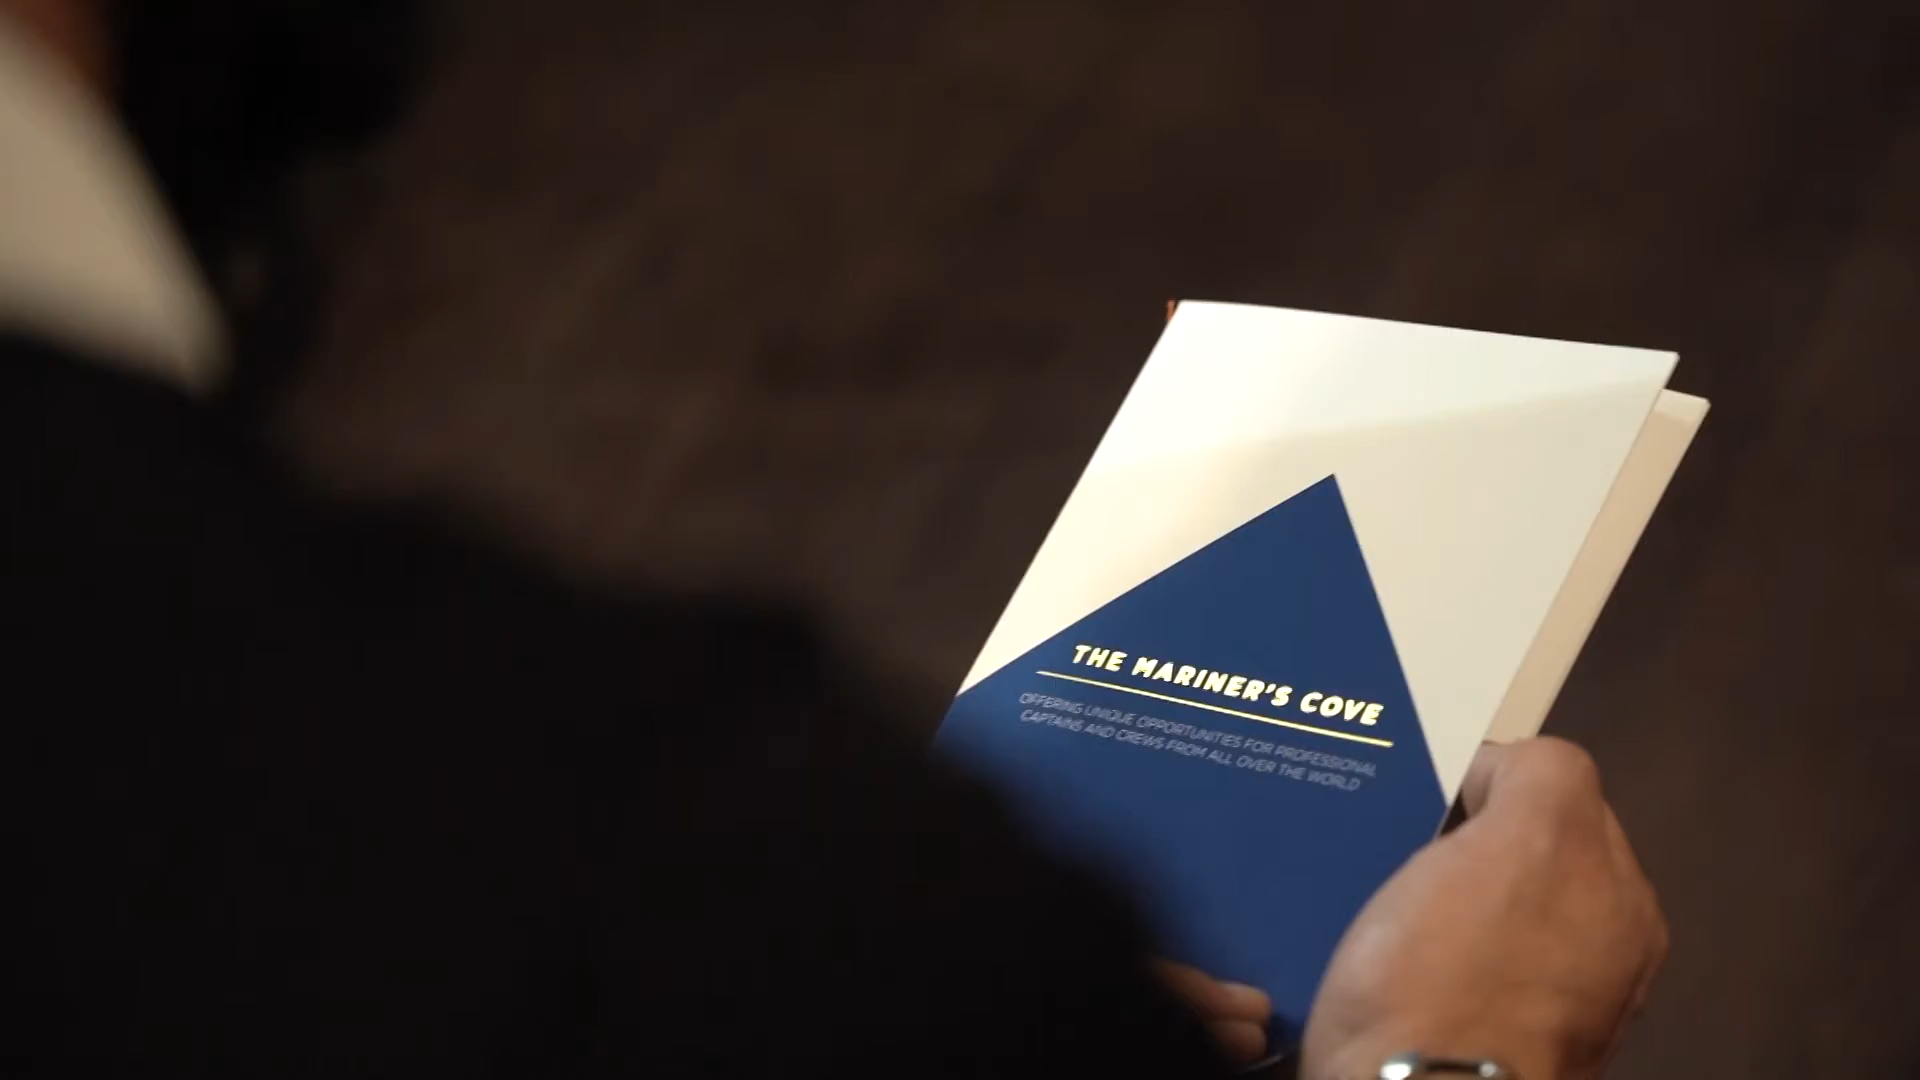 THE MARINER'S COVE
OFFERING UNIQUE OPPORTUNITIES FOR PROFESSIONAL
CAPTAINS AND CREWS FROM ALL OVER THE WORLD